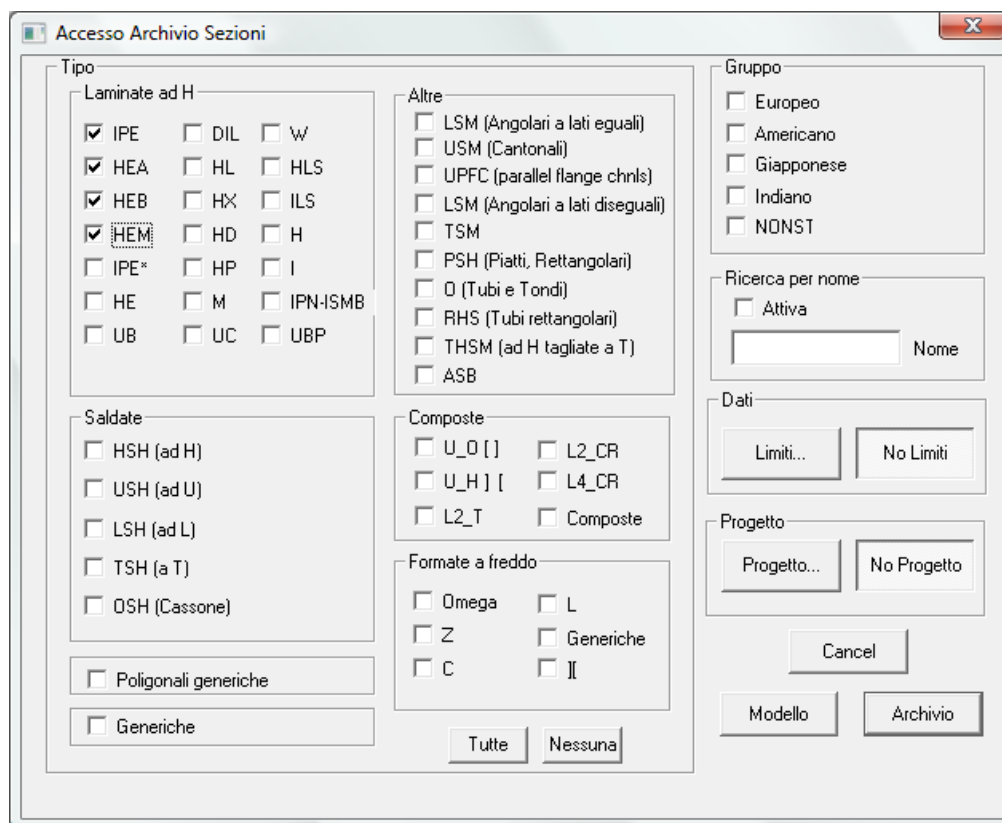 Accesso Archivio Sezioni
Tipo
Laminate ad H
IPE DIL W
HEA HL HLS
HEB HX ILS
HEM HD H
IPE* HP I
HE M IPN-ISMB
UB UC UBP
Altre
LSM (Angolari a lati eguali)
USM (Cantonali)
UPFC (parallel flange chnls)
LSM (Angolari a lati diseguali)
TSM
PSH (Piatti, Rettangolari)
O (Tubi e Tondi)
RHS (Tubi rettangolari)
THSM (ad H tagliate a T)
ASB
Saldate
HSH (ad H)
USH (ad U)
LSH (ad L)
TSH (a T)
OSH (Cassone)
Composte
U_O [ ] L2_CR
U_H ] [ L4_CR
L2_T Composte
Formate a freddo
Omega L
Z Generiche
C ][
Poligonali generiche
Generiche
Tutte Nessuna
Gruppo
Europeo
Americano
Giapponese
Indiano
NONST
Ricerca per nome
Attiva
Nome
Dati
Limiti... No Limiti
Progetto
Progetto... No Progetto
Cancel
Modello Archivio